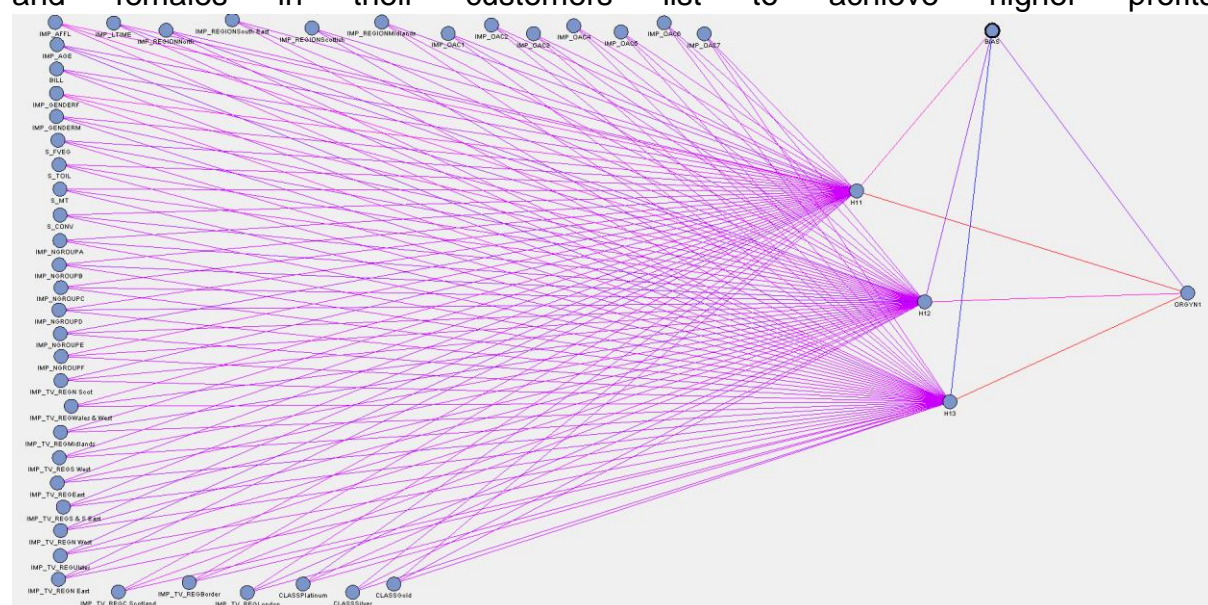 and females in their customers list to achieve higher profits
IMP_AFFL
IMP_LTIME
IMP_REGIONNorth
IMP_REGIONSouth East
IMP_REGIONScottish
IMP_REGIONMidlands
IMP_OAC1
IMP_OAC2
IMP_OAC3
IMP_OAC4
IMP_OAC5
IMP_OAC6
IMP_OAC7
BIAS
IMP_AGE
BILL
IMP_GENDERF
IMP_GENDERM
S_FVEG
S_TOIL
S_MT
S_CONV
IMP_NGROUPA
IMP_NGROUPB
IMP_NGROUPC
IMP_NGROUPD
IMP_NGROUPE
IMP_NGROUPF
IMP_TV_REGN Scot
IMP_TV_REGWales & West
IMP_TV_REGMidlands
IMP_TV_REGS West
IMP_TV_REGEast
IMP_TV_REGS & S East
IMP_TV_REGN West
IMP_TV_REGUlster
IMP_TV_REGN East
IMP_TV_REGC Scotland
IMP_TV_REGBorder
IMP_TV_REGLondon
CLASSPlatinum
CLASSSilver
CLASSGold
H11
H12
H13
ORGYN1